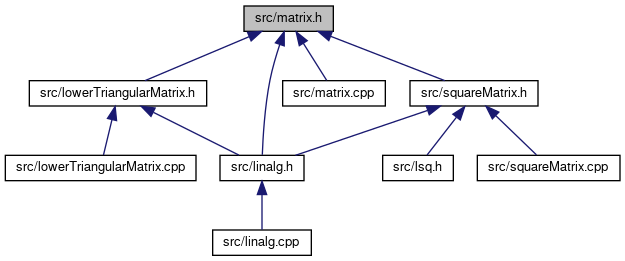 src/matrix.h
src/lowerTriangularMatrix.h
src/matrix.cpp
src/squareMatrix.h
src/lowerTriangularMatrix.cpp
src/linalg.h
src/lsq.h
src/squareMatrix.cpp
src/linalg.cpp